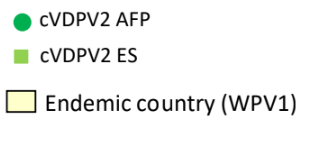 cVDPV2 AFP
cVDPV2 ES
Endemic country (WPV1)